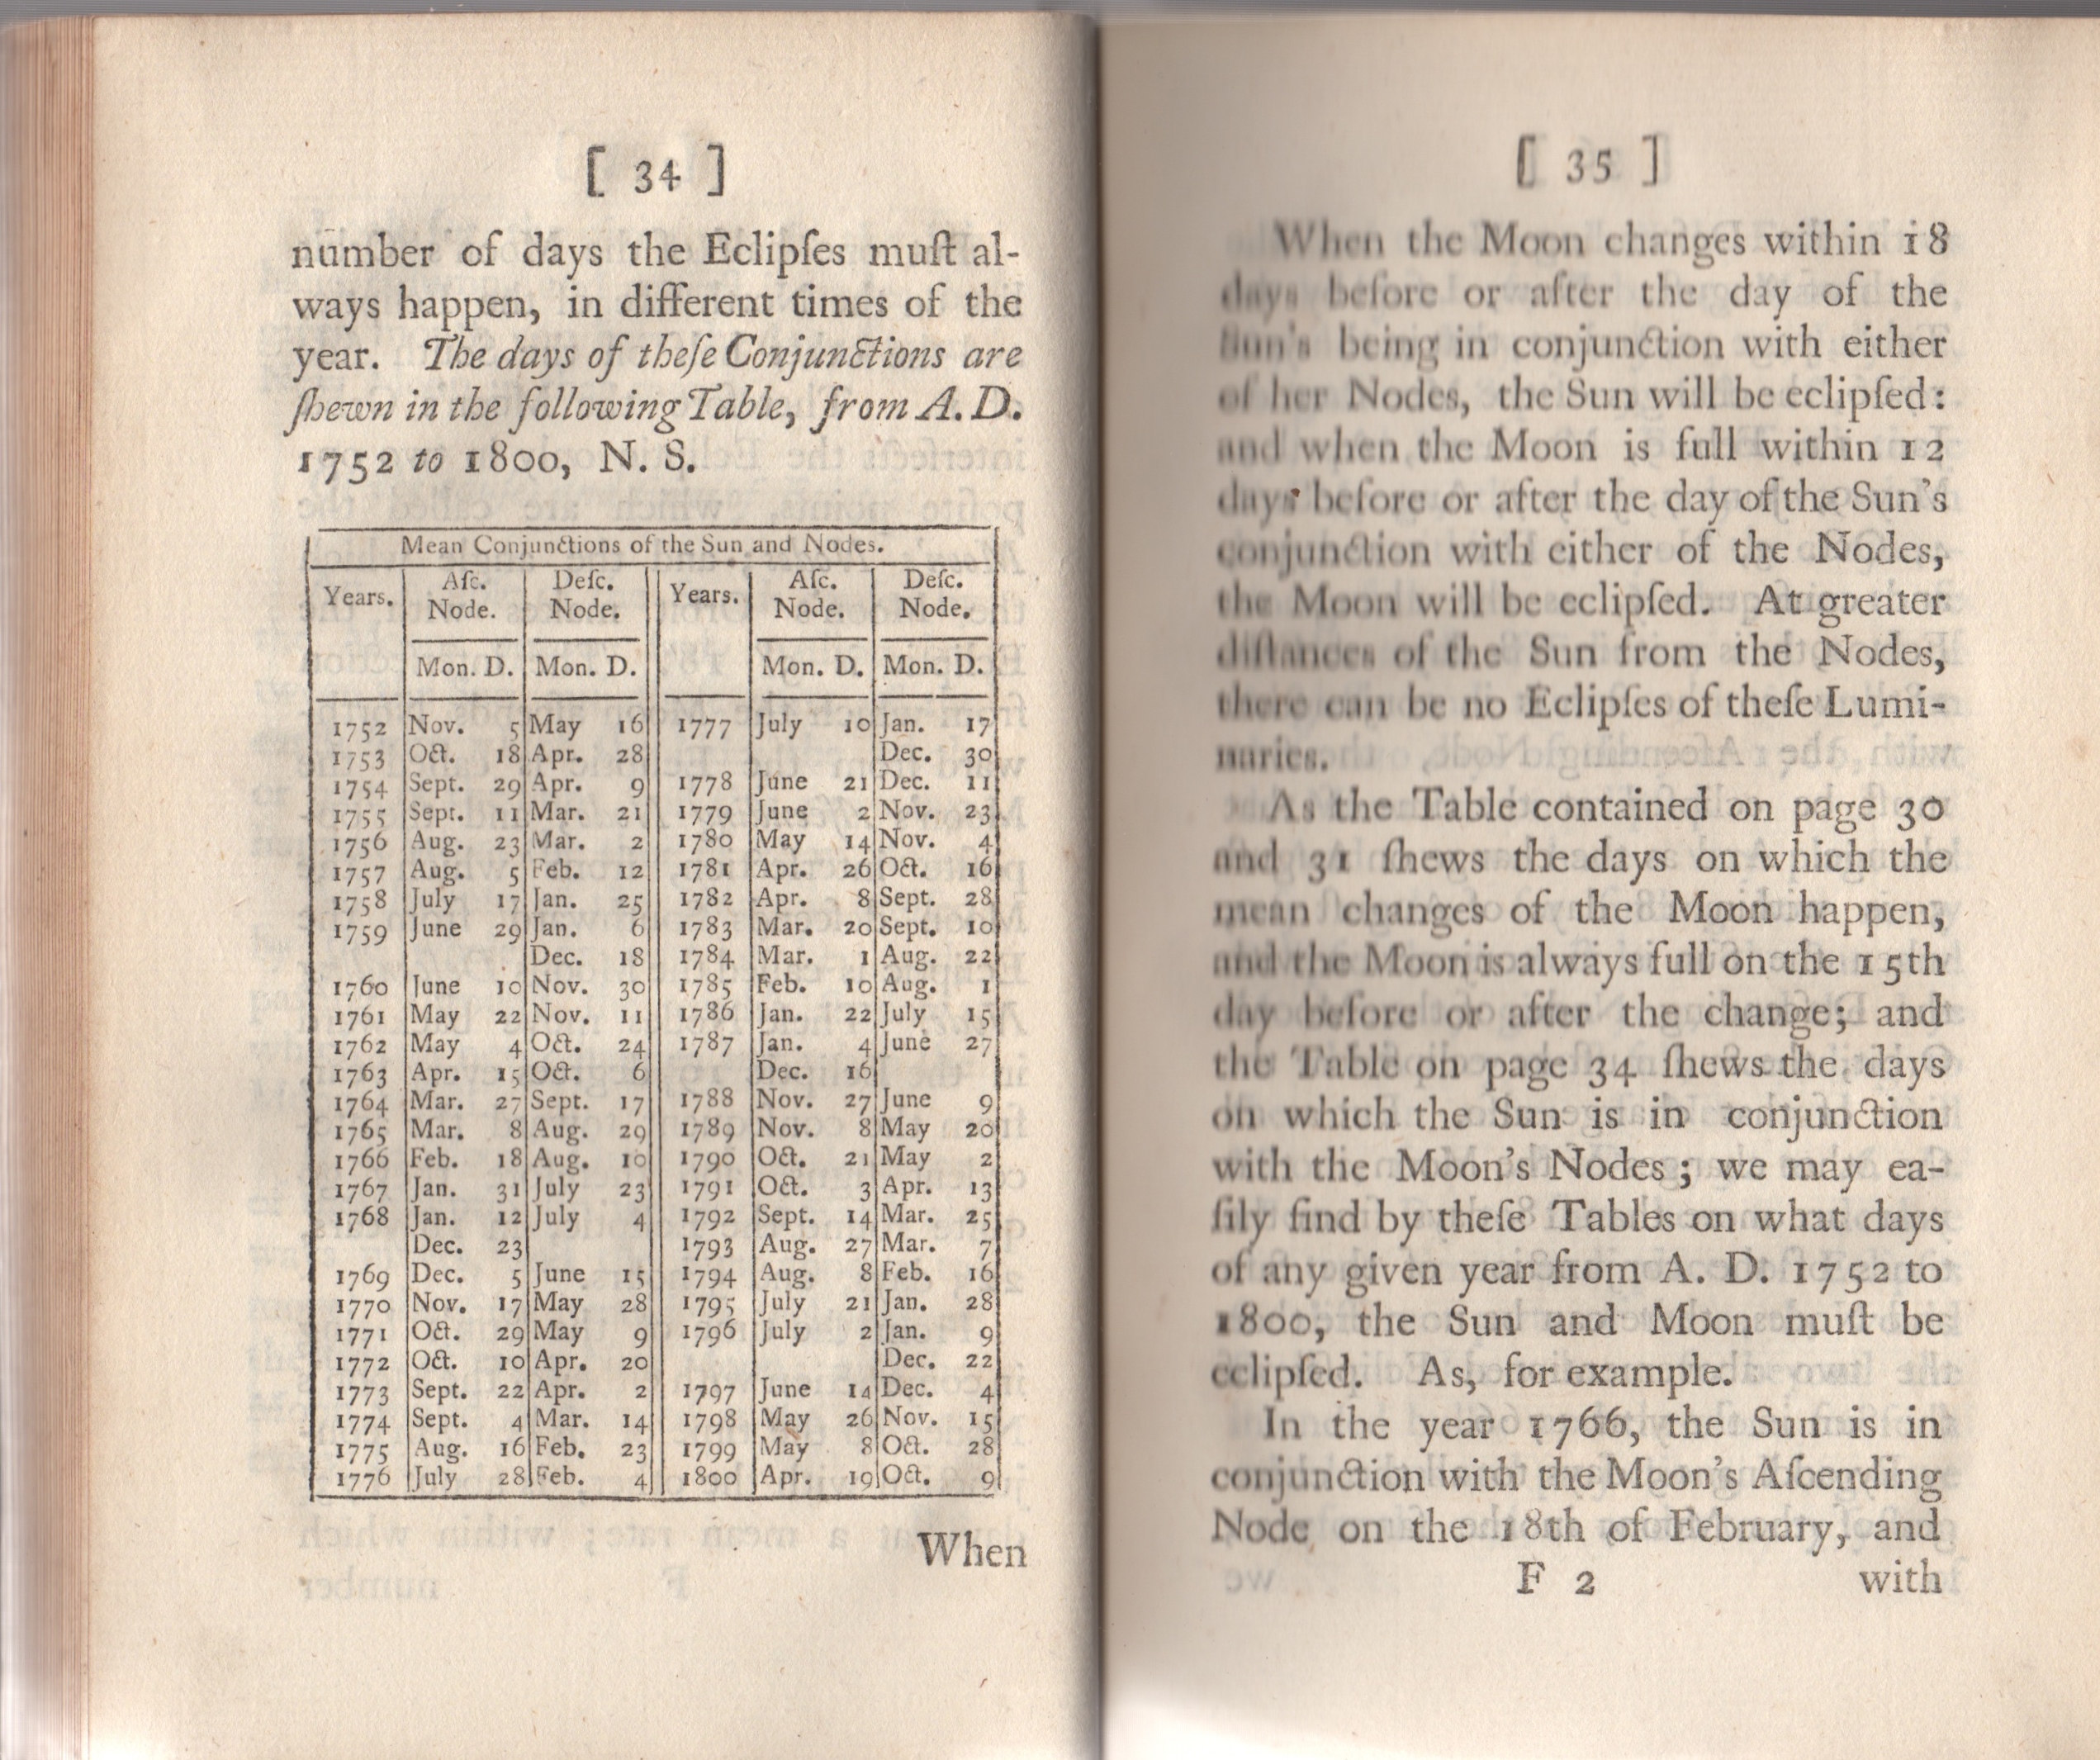 [ 34 ]
number of days the Eclipſes muſt al-
ways happen, in different times of the
year. The days of theſe Conjunctions are
ſhewn in the following Table, from A. D.
1752 to 1800, N. S.
Mean Conjunctions of the Sun and Nodes.
Years. Aſc. Node. Deſc. Node. Years. Aſc. Node. Deſc. Node.
Mon. D. Mon. D. Mon. D. Mon. D.
1752 Nov. 5 May 16 1777 July 10 Jan. 17
1753 Oct. 18 Apr. 28 Dec. 30
1754 Sept. 29 Apr. 9 1778 June 21 Dec. 11
1755 Sept. 11 Mar. 21 1779 June 2 Nov. 23
1756 Aug. 23 Mar. 2 1780 May 14 Nov. 4
1757 Aug. 5 Feb. 12 1781 Apr. 26 Oct. 16
1758 July 17 Jan. 25 1782 Apr. 8 Sept. 28
1759 June 29 Jan. 6 1783 Mar. 20 Sept. 10
Dec. 18 1784 Mar. 1 Aug. 22
1760 June 10 Nov. 30 1785 Feb. 10 Aug. 1
1761 May 22 Nov. 11 1786 Jan. 22 July 15
1762 May 4 Oct. 24 1787 Jan. 4 June 27
1763 Apr. 15 Oct. 6 Dec. 16
1764 Mar. 27 Sept. 17 1788 Nov. 27 June 9
1765 Mar. 8 Aug. 29 1789 Nov. 8 May 20
1766 Feb. 18 Aug. 10 1790 Oct. 21 May 2
1767 Jan. 31 July 23 1791 Oct. 3 Apr. 13
1768 Jan. 12 July 4 1792 Sept. 14 Mar. 25
Dec. 23 1793 Aug. 27 Mar. 7
1769 Dec. 5 June 15 1794 Aug. 8 Feb. 16
1770 Nov. 17 May 28 1795 July 21 Jan. 28
1771 Oct. 29 May 9 1796 July 2 Jan. 9
1772 Oct. 10 Apr. 20 Dec. 22
1773 Sept. 22 Apr. 2 1797 June 14 Dec. 4
1774 Sept. 4 Mar. 14 1798 May 26 Nov. 15
1775 Aug. 16 Feb. 23 1799 May 8 Oct. 28
1776 July 28 Feb. 4 1800 Apr. 19 Oct. 9
When
[ 35 ]
When the Moon changes within 18
days before or after the day of the
Sun's being in conjunction with either
of her Nodes, the Sun will be eclipſed:
and when the Moon is full within 12
days before or after the day of the Sun's
conjunction with either of the Nodes,
the Moon will be eclipſed. At greater
diſtances of the Sun from the Nodes,
there can be no Eclipſes of theſe Lumi-
naries.
As the Table contained on page 30
and 31 ſhews the days on which the
mean changes of the Moon happen,
and the Moon is always full on the 15th
day before or after the change; and
the Table on page 34 ſhews the days
on which the Sun is in conjunction
with the Moon's Nodes; we may ea-
ſily find by theſe Tables on what days
of any given year from A. D. 1752 to
1800, the Sun and Moon muſt be
eclipſed. As, for example.
In the year 1766, the Sun is in
conjunction with the Moon's Aſcending
Node on the 18th of February, and
F 2 with